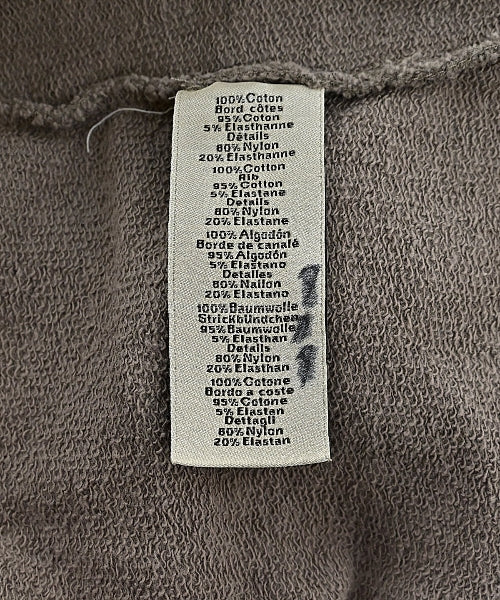 100% Coton
Bord côtes
95% Coton
5% Elasthanne
Détails
80% Nylon
20% Elasthanne
100% Cotton
Rib
95% Cotton
5% Elastane
Details
80% Nylon
20% Elastane
100% Algodón
Borde de canalé
95% Algodón
5% Elastano
Detalles
80% Nailon
20% Elastano
100% Baumwolle
Strickbündchen
95% Baumwolle
5% Elasthan
Details
80% Nylon
20% Elasthan
100% Cotone
Bordo a coste
95% Cotone
5% Elastan
Dettagli
80% Nylon
20% Elastan